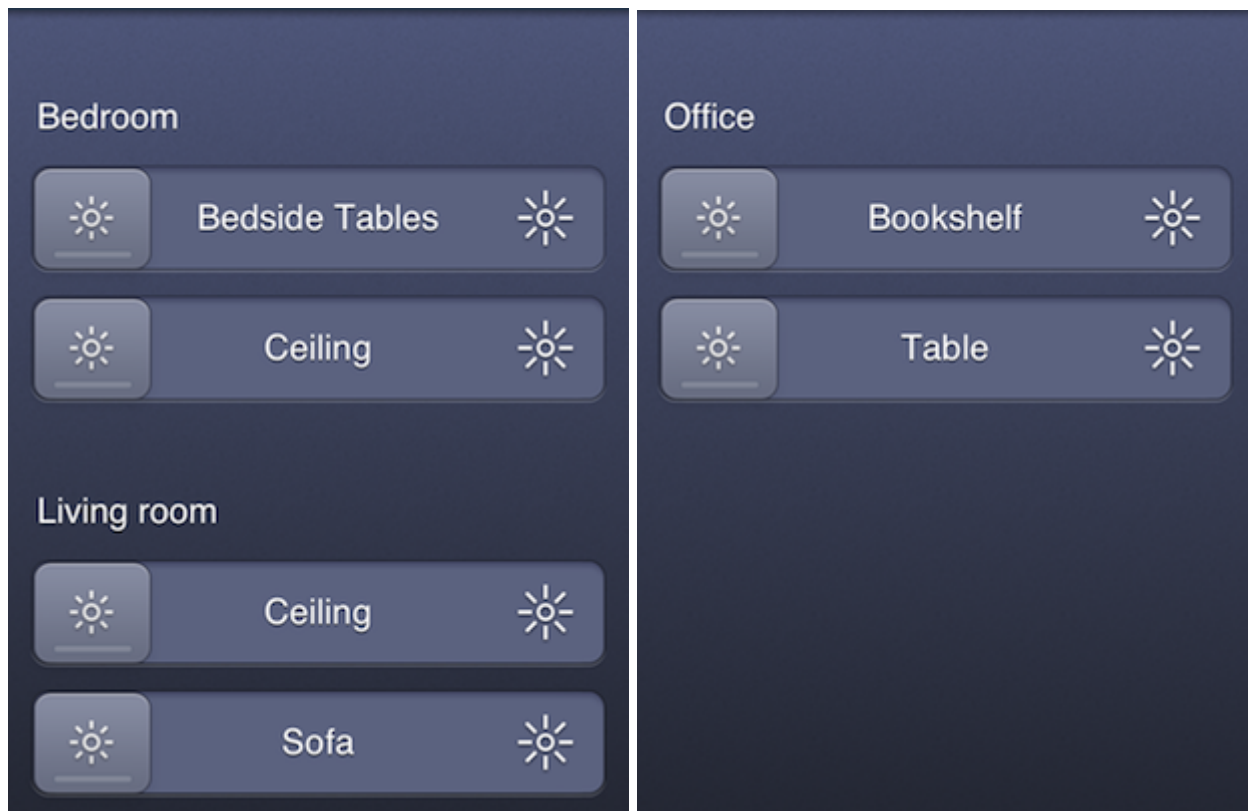 Bedroom
Bedside Tables
Ceiling
Living room
Ceiling
Sofa
Office
Bookshelf
Table